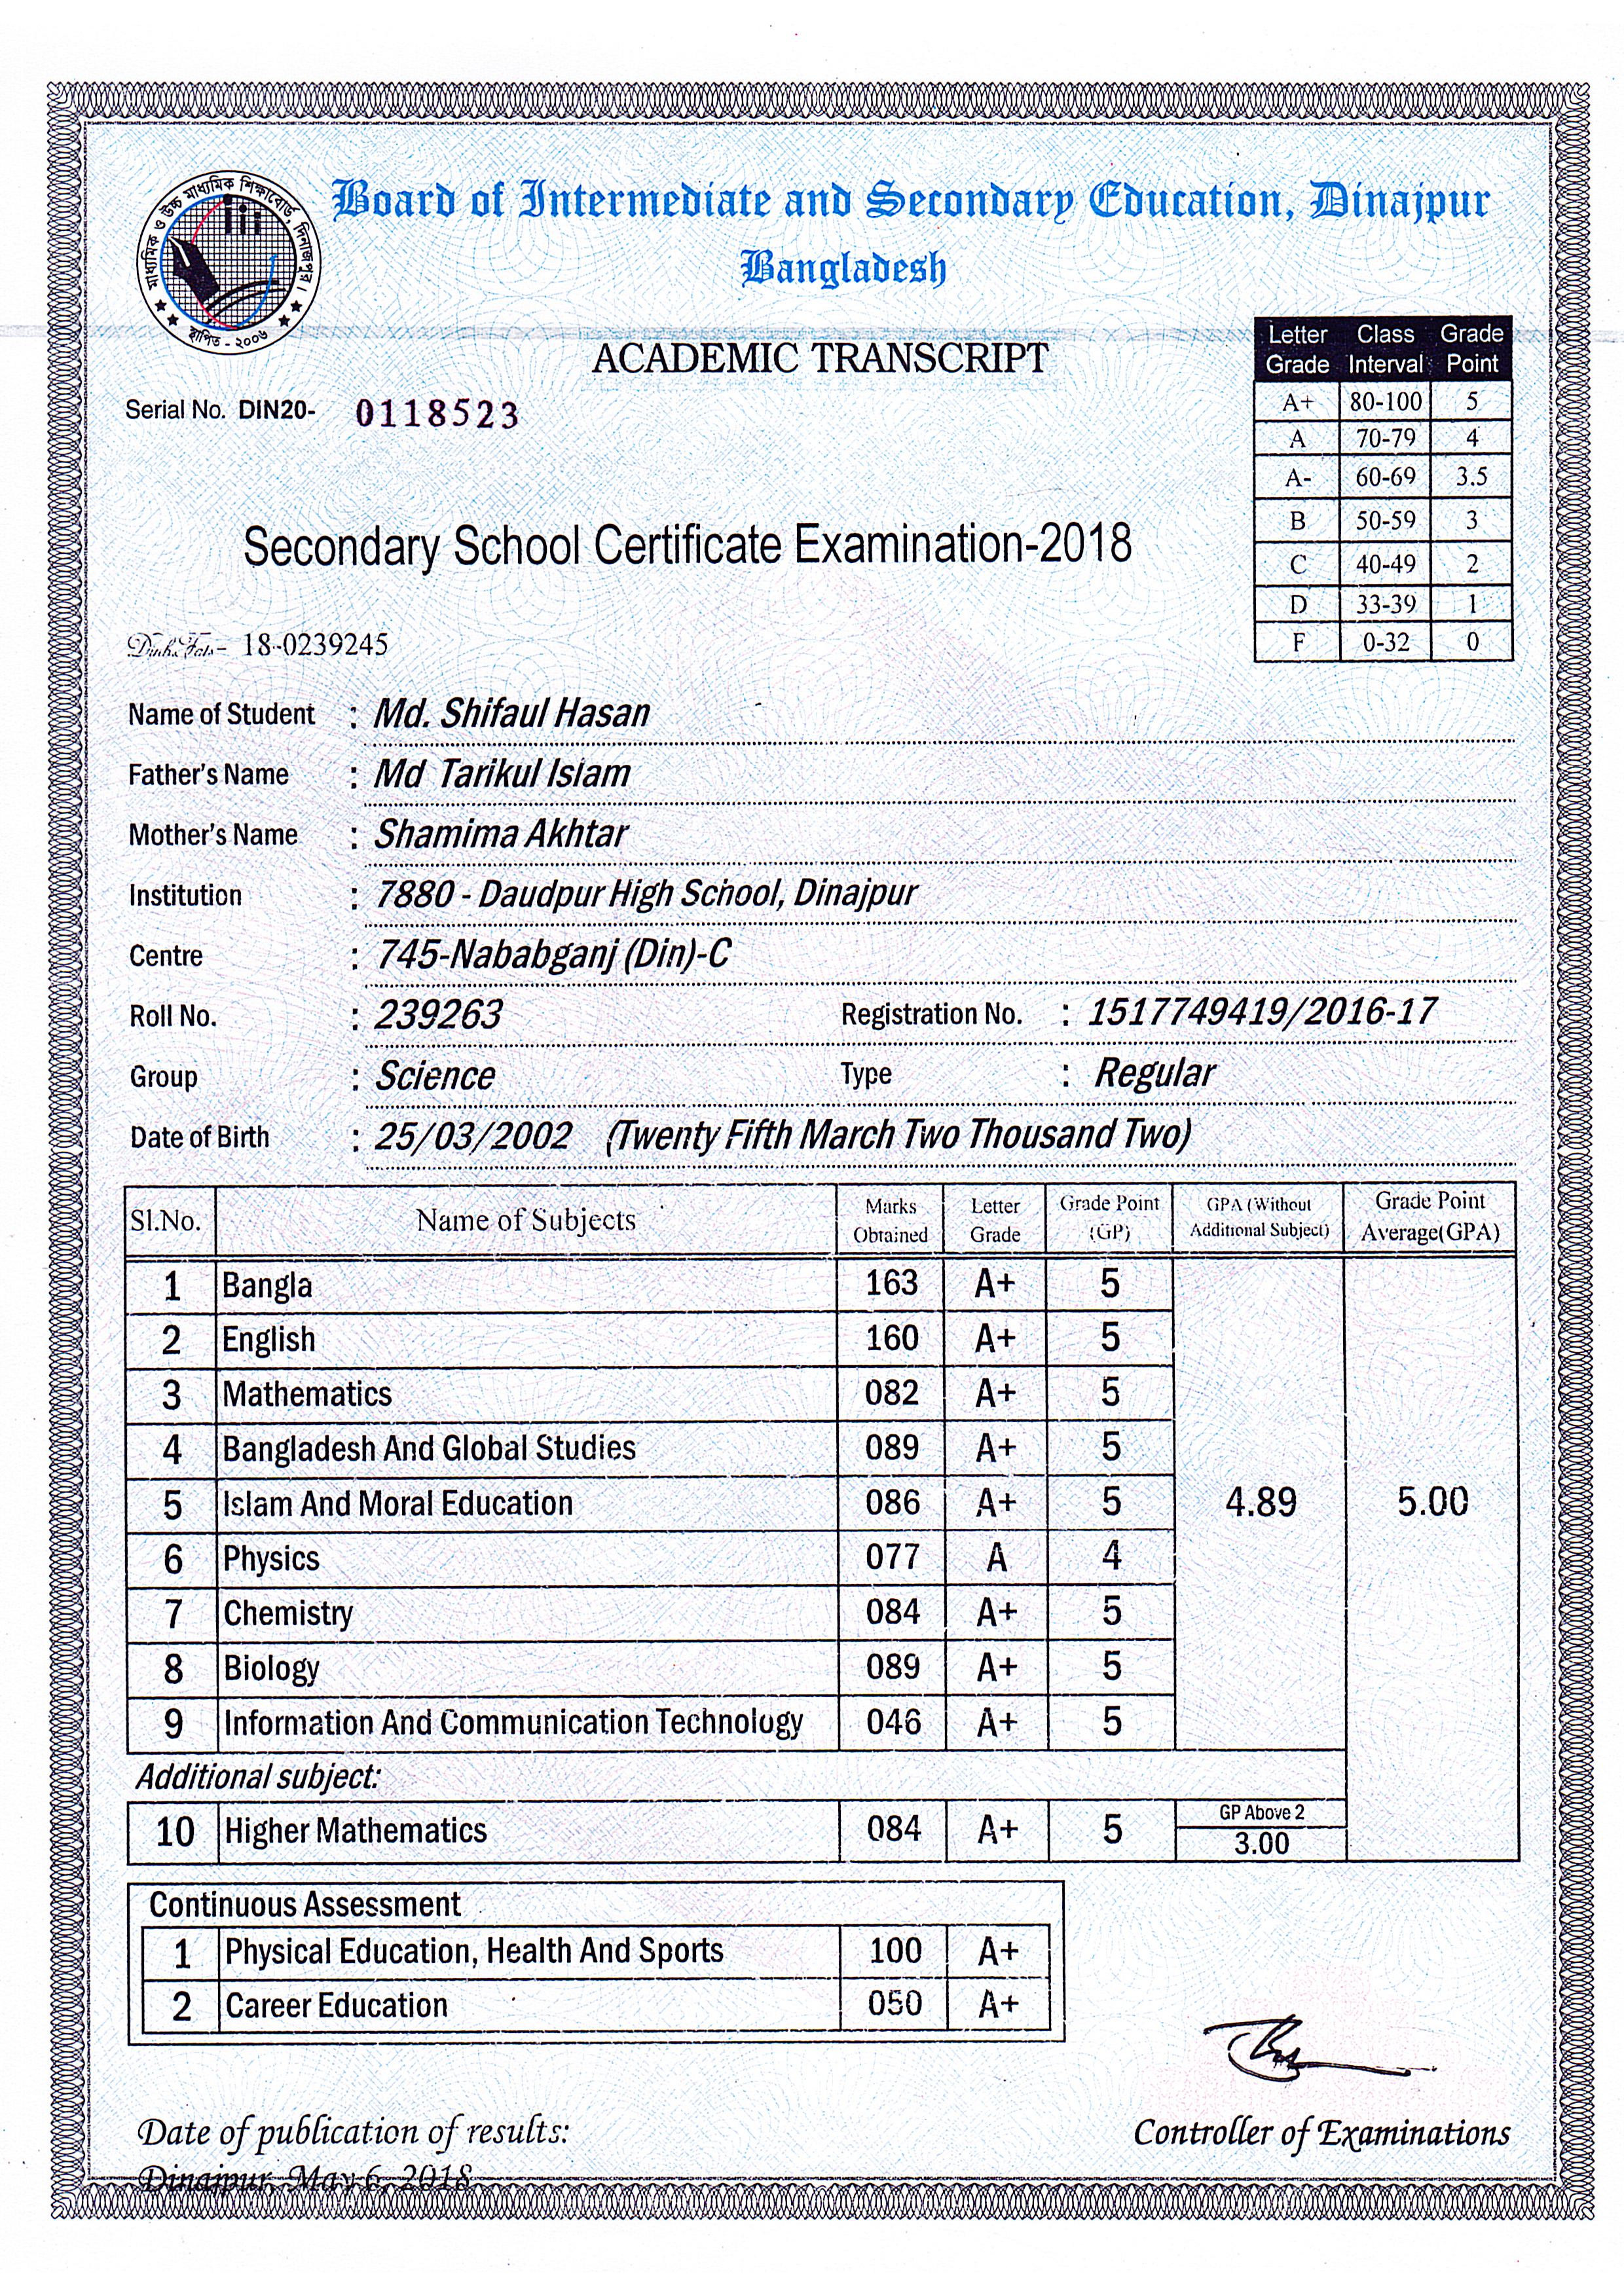 মাধ্যমিক ও উচ্চ মাধ্যমিক শিক্ষাবোর্ড, দিনাজপুর।
স্থাপিত - ২০০৬
Board of Intermediate and Secondary Education, Dinajpur
Bangladesh
ACADEMIC TRANSCRIPT
Serial No. DIN20- 0118523
Letter Grade Class Interval Grade Point
A+ 80-100 5
A 70-79 4
A- 60-69 3.5
B 50-59 3
C 40-49 2
D 33-39 1
F 0-32 0
Secondary School Certificate Examination-2018
18-0239245
Name of Student : Md. Shifaul Hasan
Father's Name : Md Tarikul Islam
Mother's Name : Shamima Akhtar
Institution : 7880 - Daudpur High School, Dinajpur
Centre : 745-Nababganj (Din)-C
Roll No. : 239263 Registration No. : 1517749419/2016-17
Group : Science Type : Regular
Date of Birth : 25/03/2002 (Twenty Fifth March Two Thousand Two)
Sl.No. Name of Subjects Marks Obtained Letter Grade Grade Point (GP) GPA (Without Additional Subject) Grade Point Average(GPA)
1 Bangla 163 A+ 5
2 English 160 A+ 5
3 Mathematics 082 A+ 5
4 Bangladesh And Global Studies 089 A+ 5
5 Islam And Moral Education 086 A+ 5 4.89 5.00
6 Physics 077 A 4
7 Chemistry 084 A+ 5
8 Biology 089 A+ 5
9 Information And Communication Technology 046 A+ 5
Additional subject:
10 Higher Mathematics 084 A+ 5 GP Above 2 3.00
Continuous Assessment
1 Physical Education, Health And Sports 100 A+
2 Career Education 050 A+
Date of publication of results:
Controller of Examinations
Dinajpur, May 6, 2018